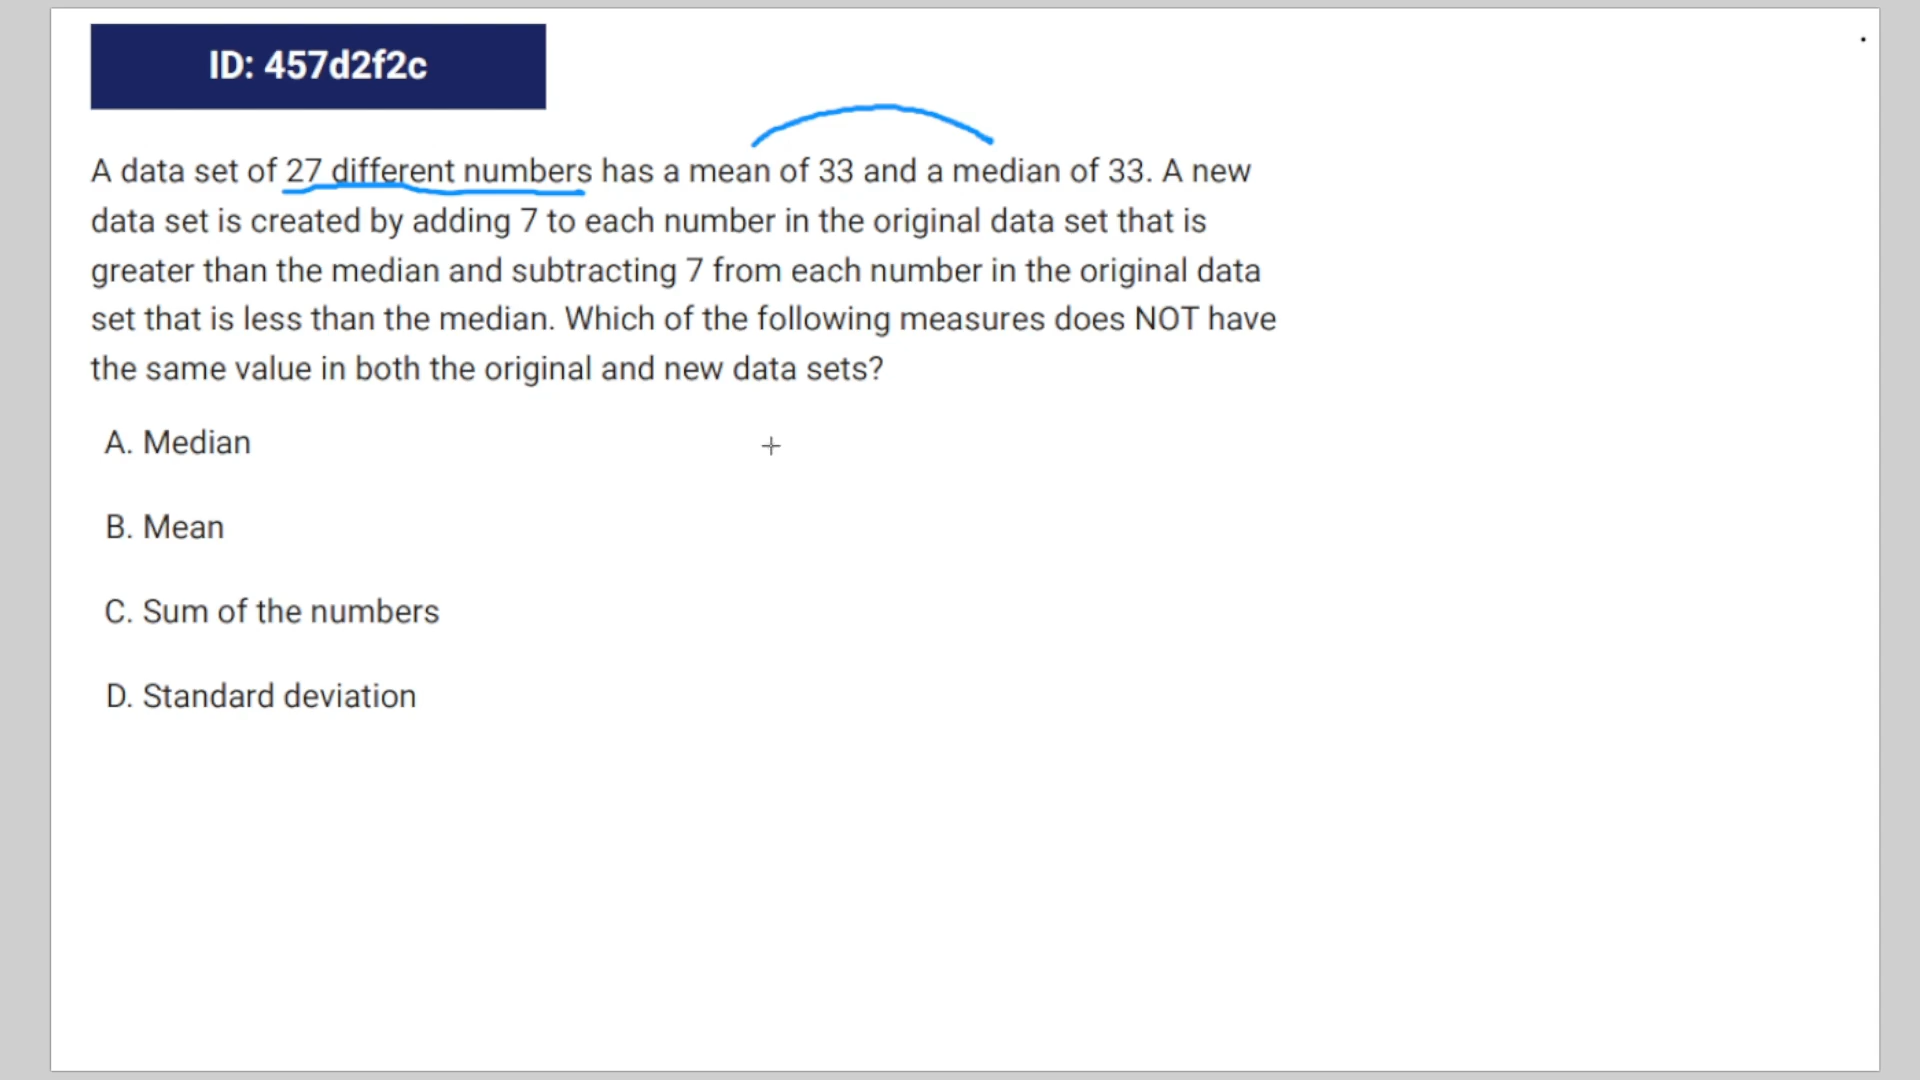 ID: 457d2f2c
A data set of 27 different numbers has a mean of 33 and a median of 33. A new
data set is created by adding 7 to each number in the original data set that is
greater than the median and subtracting 7 from each number in the original data
set that is less than the median. Which of the following measures does NOT have
the same value in both the original and new data sets?
A. Median
B. Mean
C. Sum of the numbers
D. Standard deviation